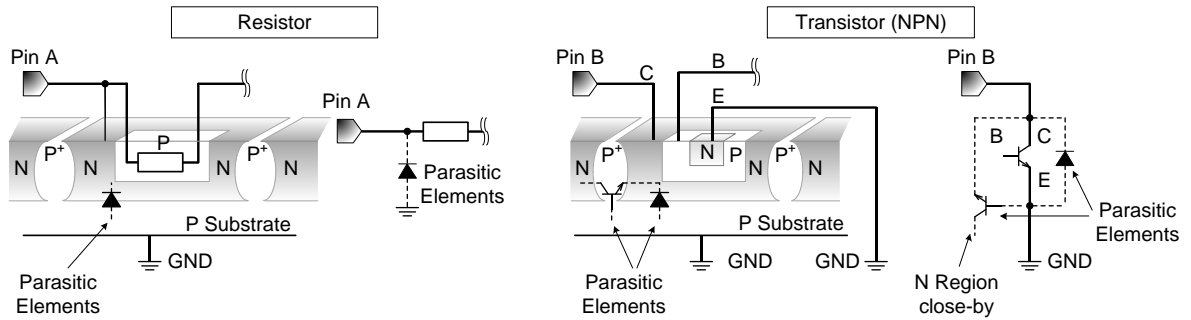 Resistor
Transistor (NPN)
Pin A
Pin A
Pin B
C
B
E
Pin B
N
P+
N
P
P+
N
N
N
P+
N
N
P
P+
N
N
B
C
E
Parasitic
Elements
P Substrate
GND
Parasitic
Elements
P Substrate
GND
GND
Parasitic
Elements
Parasitic
Elements
N Region
close-by
GND